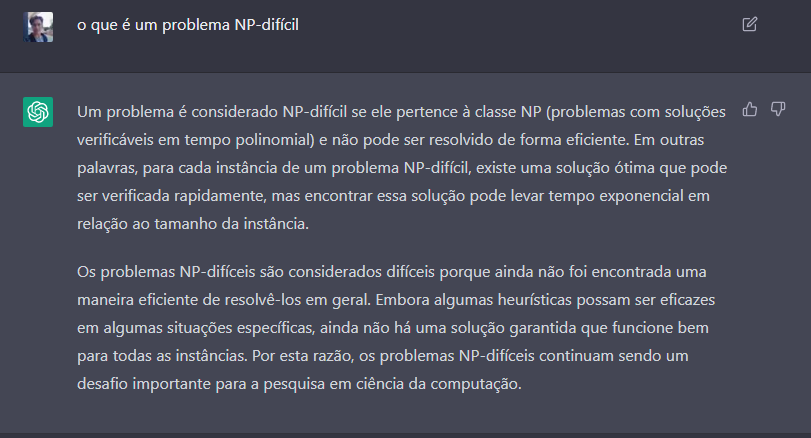 o que é um problema NP-difícil
Um problema é considerado NP-difícil se ele pertence à classe NP (problemas com soluções
verificáveis em tempo polinomial) e não pode ser resolvido de forma eficiente. Em outras
palavras, para cada instância de um problema NP-difícil, existe uma solução ótima que pode
ser verificada rapidamente, mas encontrar essa solução pode levar tempo exponencial em
relação ao tamanho da instância.
Os problemas NP-difíceis são considerados difíceis porque ainda não foi encontrada uma
maneira eficiente de resolvê-los em geral. Embora algumas heurísticas possam ser eficazes
em algumas situações específicas, ainda não há uma solução garantida que funcione bem
para todas as instâncias. Por esta razão, os problemas NP-difíceis continuam sendo um
desafio importante para a pesquisa em ciência da computação.